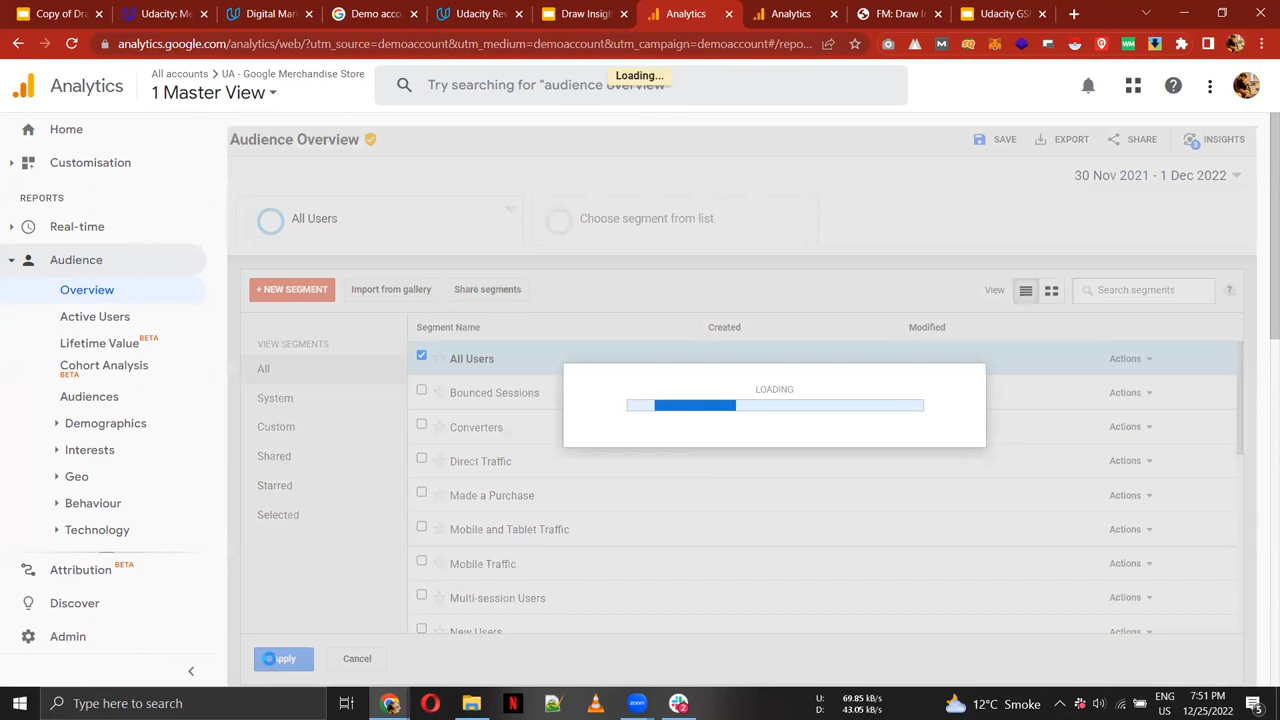 Copy of D
Udacity: Me
Digital Mark
Demo acco
Udacity Rev
Draw Insigh
Analytics
Analytics
FM: Draw In
Udacity GSN
analytics.google.com/analytics/web/?utm_source=demoaccount&utm_medium=demoaccount&utm_campaign=demoaccount#/repo...
Analytics
All accounts > UA - Google Merchandise Store
1 Master View
Try searching for "audience overview"
Loading...
Home
Customisation
REPORTS
Real-time
Audience
Overview
Active Users
Lifetime Value BETA
Cohort Analysis
BETA
Audiences
Demographics
Interests
Geo
Behaviour
Technology
Attribution BETA
Discover
Admin
Audience Overview
SAVE
EXPORT
SHARE
3
INSIGHTS
30 Nov 2021 - 1 Dec 2022
All Users
Choose segment from list
+ NEW SEGMENT
Import from gallery
Share segments
View
Search segments
?
VIEW SEGMENTS
All
System
Custom
Shared
Starred
Selected
Segment Name Created Modified
All Users Actions
Bounced Sessions Actions
Converters Actions
Direct Traffic Actions
Made a Purchase Actions
Mobile and Tablet Traffic Actions
Mobile Traffic Actions
Multi-session Users Actions
New Users Actions
LOADING
Apply
Cancel
Type here to search
zoom
U: 69.85 kB/s
D: 43.05 kB/s
12°C Smoke
ENG
US
7:51 PM
12/25/2022
5